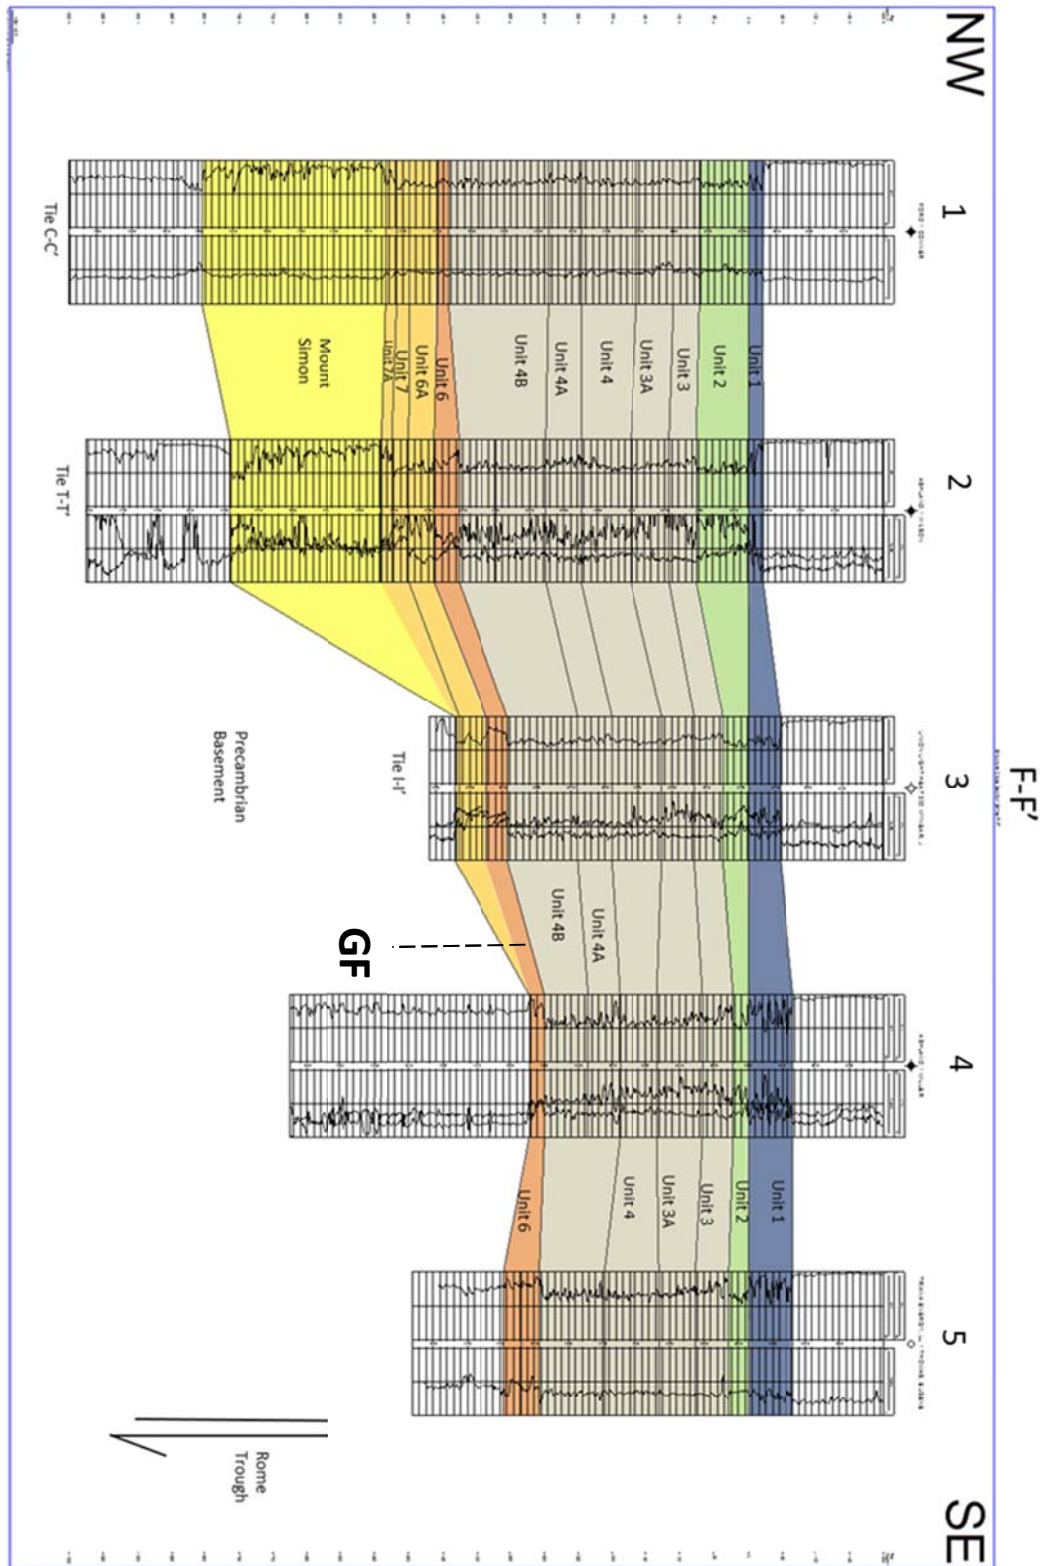 F-F'
NW
SE
1
2
3
4
5
Unit 1
Unit 2
Unit 3
Unit 3A
Unit 4
Unit 4A
Unit 4B
Unit 6
Unit 6A
Unit 7
Unit 7A
Mount
Simon
Tie C-C'
Tie T-T'
Tie I-I'
Precambrian
Basement
Unit 4A
Unit 4B
GF
Unit 1
Unit 2
Unit 3
Unit 3A
Unit 4
Unit 6
Rome
Trough